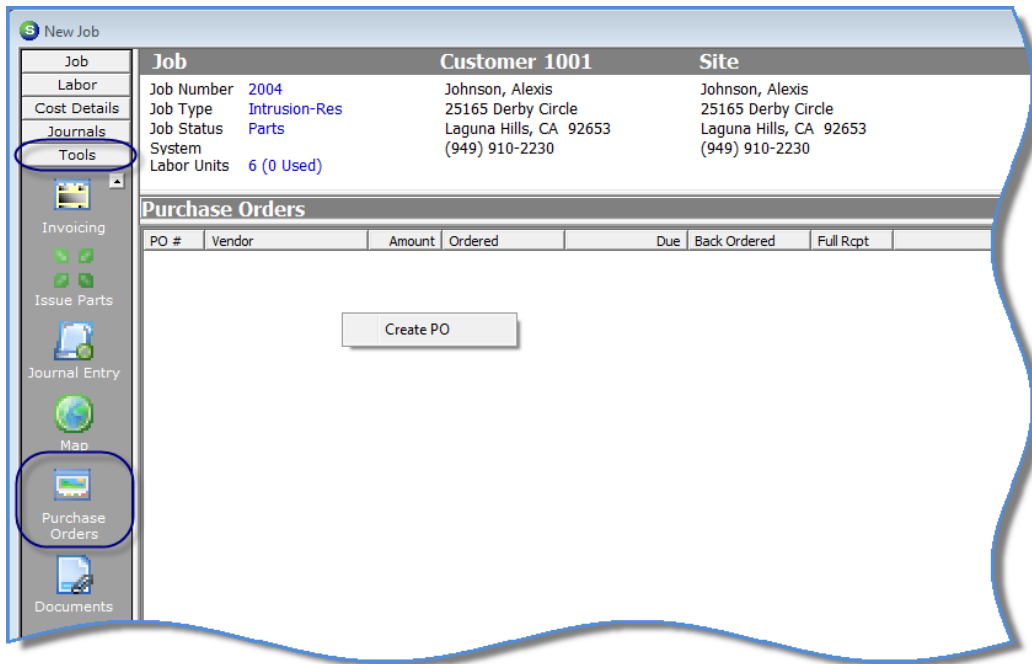 New Job
Job
Labor
Cost Details
Journals
Tools
Invoicing
Issue Parts
Journal Entry
Map
Purchase
Orders
Documents
Job
Job Number 2004
Job Type Intrusion-Res
Job Status Parts
System
Labor Units 6 (0 Used)
Customer 1001
Johnson, Alexis
25165 Derby Circle
Laguna Hills, CA 92653
(949) 910-2230
Site
Johnson, Alexis
25165 Derby Circle
Laguna Hills, CA 92653
(949) 910-2230
Purchase Orders
PO # Vendor Amount Ordered Due Back Ordered Full Rcpt
Create PO